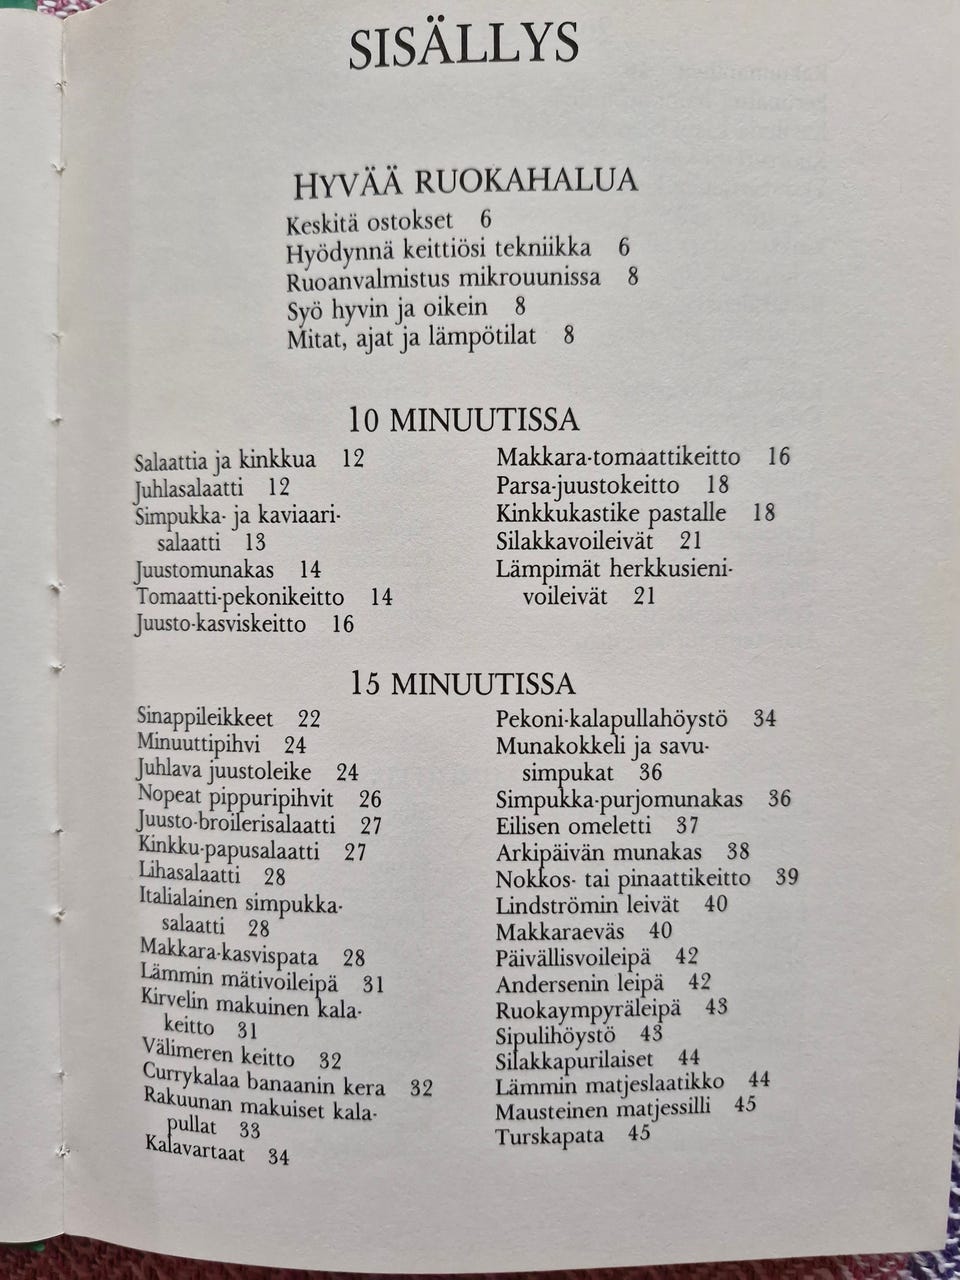 SISÄLLYS
HYVÄÄ RUOKAHALUA
Keskitä ostokset 6
Hyödynnä keittiösi tekniikka 6
Ruoanvalmistus mikrouunissa 8
Syö hyvin ja oikein 8
Mitat, ajat ja lämpötilat 8
10 MINUUTISSA
Salaattia ja kinkkua 12
Juhlasalaatti 12
Simpukka- ja kaviaari-
salaatti 13
Juustomunakas 14
Tomaatti-pekonikeitto 14
Juusto-kasviskeitto 16
Makkara-tomaattikeitto 16
Parsa-juustokeitto 18
Kinkkukastike pastalle 18
Silakkavoileivät 21
Lämpimät herkkusieni-
voileivät 21
15 MINUUTISSA
Sinappileikkeet 22
Minuuttipihvi 24
Juhlava juustoleike 24
Nopeat pippuripihvit 26
Juusto-broilerisalaatti 27
Kinkku-papusalaatti 27
Lihasalaatti 28
Italialainen simpukka-
salaatti 28
Makkara-kasvispata 28
Lämmin mätivoileipä 31
Kirvelin makuinen kala-
keitto 31
Välimeren keitto 32
Currykalaa banaanin kera 32
Rakuunan makuiset kala-
pullat 33
Kalavartaat 34
Pekoni-kalapullahöystö 34
Munakokkeli ja savu-
simpukat 36
Simpukka-purjomunakas 36
Eilisen omeletti 37
Arkipäivän munakas 38
Nokkos- tai pinaattikeitto 39
Lindströmin leivät 40
Makkaraeväs 40
Päivällisvoileipä 42
Andersenin leipä 42
Ruokaympyräleipä 43
Sipulihöystö 43
Silakkapurilaiset 44
Lämmin matjeslaatikko 44
Mausteinen matjessilli 45
Turskapata 45